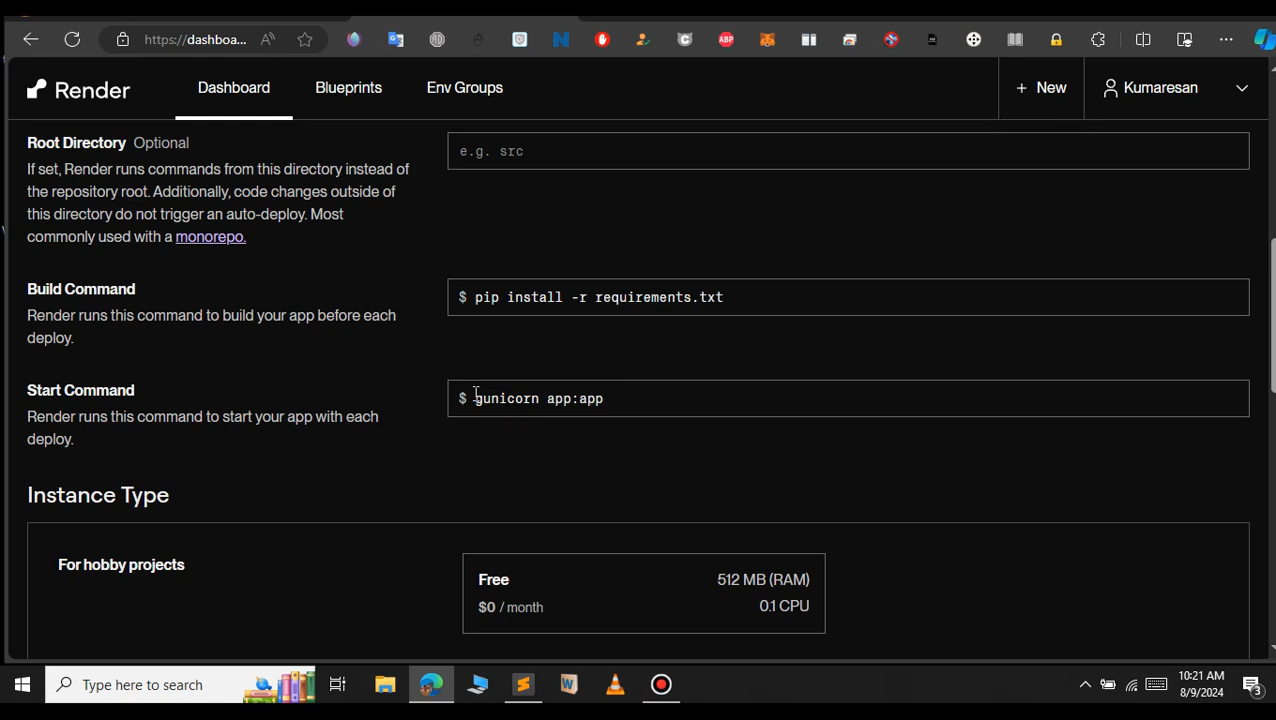 https://dashboa...
Render
Dashboard
Blueprints
Env Groups
+ New
Kumaresan
Root Directory Optional
e.g. src
If set, Render runs commands from this directory instead of
the repository root. Additionally, code changes outside of
this directory do not trigger an auto-deploy. Most
commonly used with a monorepo.
Build Command
$ pip install -r requirements.txt
Render runs this command to build your app before each
deploy.
Start Command
$ gunicorn app:app
Render runs this command to start your app with each
deploy.
Instance Type
For hobby projects
Free
512 MB (RAM)
$0 / month
0.1 CPU
Type here to search
10:21 AM
8/9/2024
3